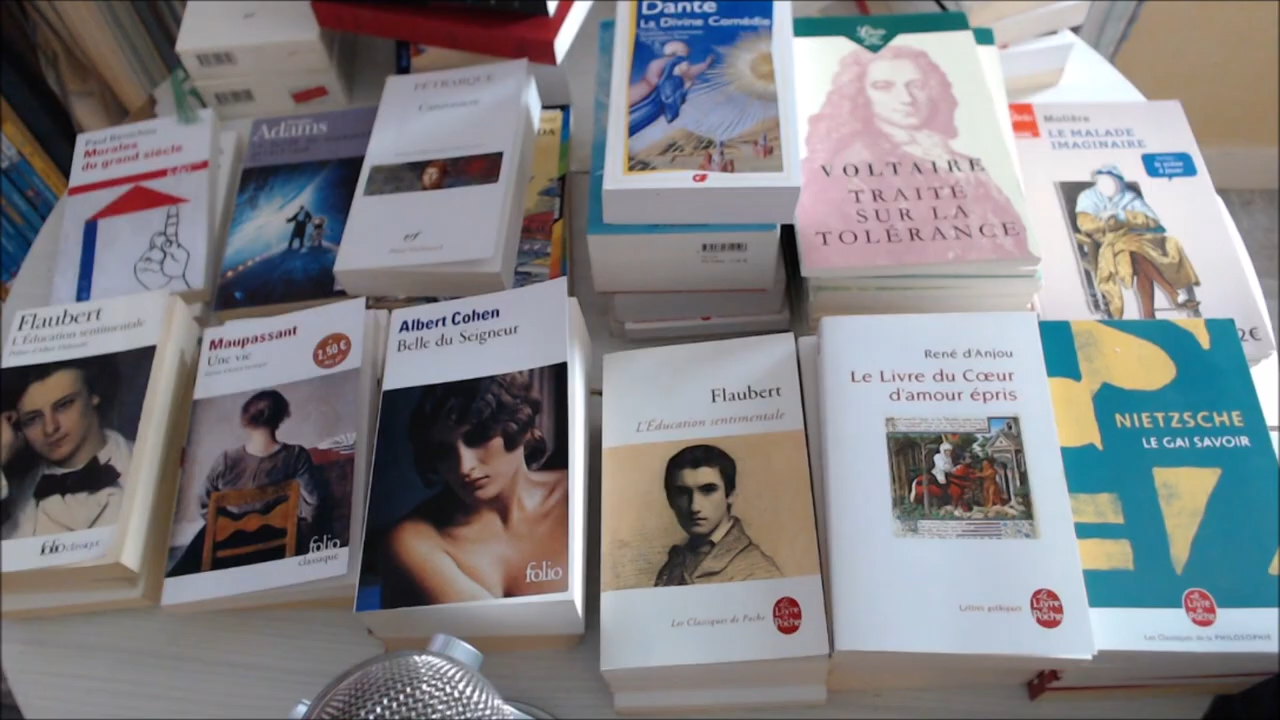 Dante
La Divine Comédie
GF
VOLTAIRE
TRAITÉ
SUR LA
TOLÉRANCE
Molière
LE MALADE
IMAGINAIRE
2€
Paul Bénichou
Morales
du grand siècle
Adams
PÉTRARQUE
Canzoniere
Flaubert
L'Éducation sentimentale
folio classique
Maupassant
Une vie
2,50 €
folio
classique
Albert Cohen
Belle du Seigneur
folio
Flaubert
L'Éducation sentimentale
Les Classiques de Poche
Le Livre de Poche
René d'Anjou
Le Livre du Cœur
d'amour épris
Lettres gothiques
Le Livre de Poche
NIETZSCHE
LE GAI SAVOIR
Le Livre de Poche
Les Classiques de la PHILOSOPHIE